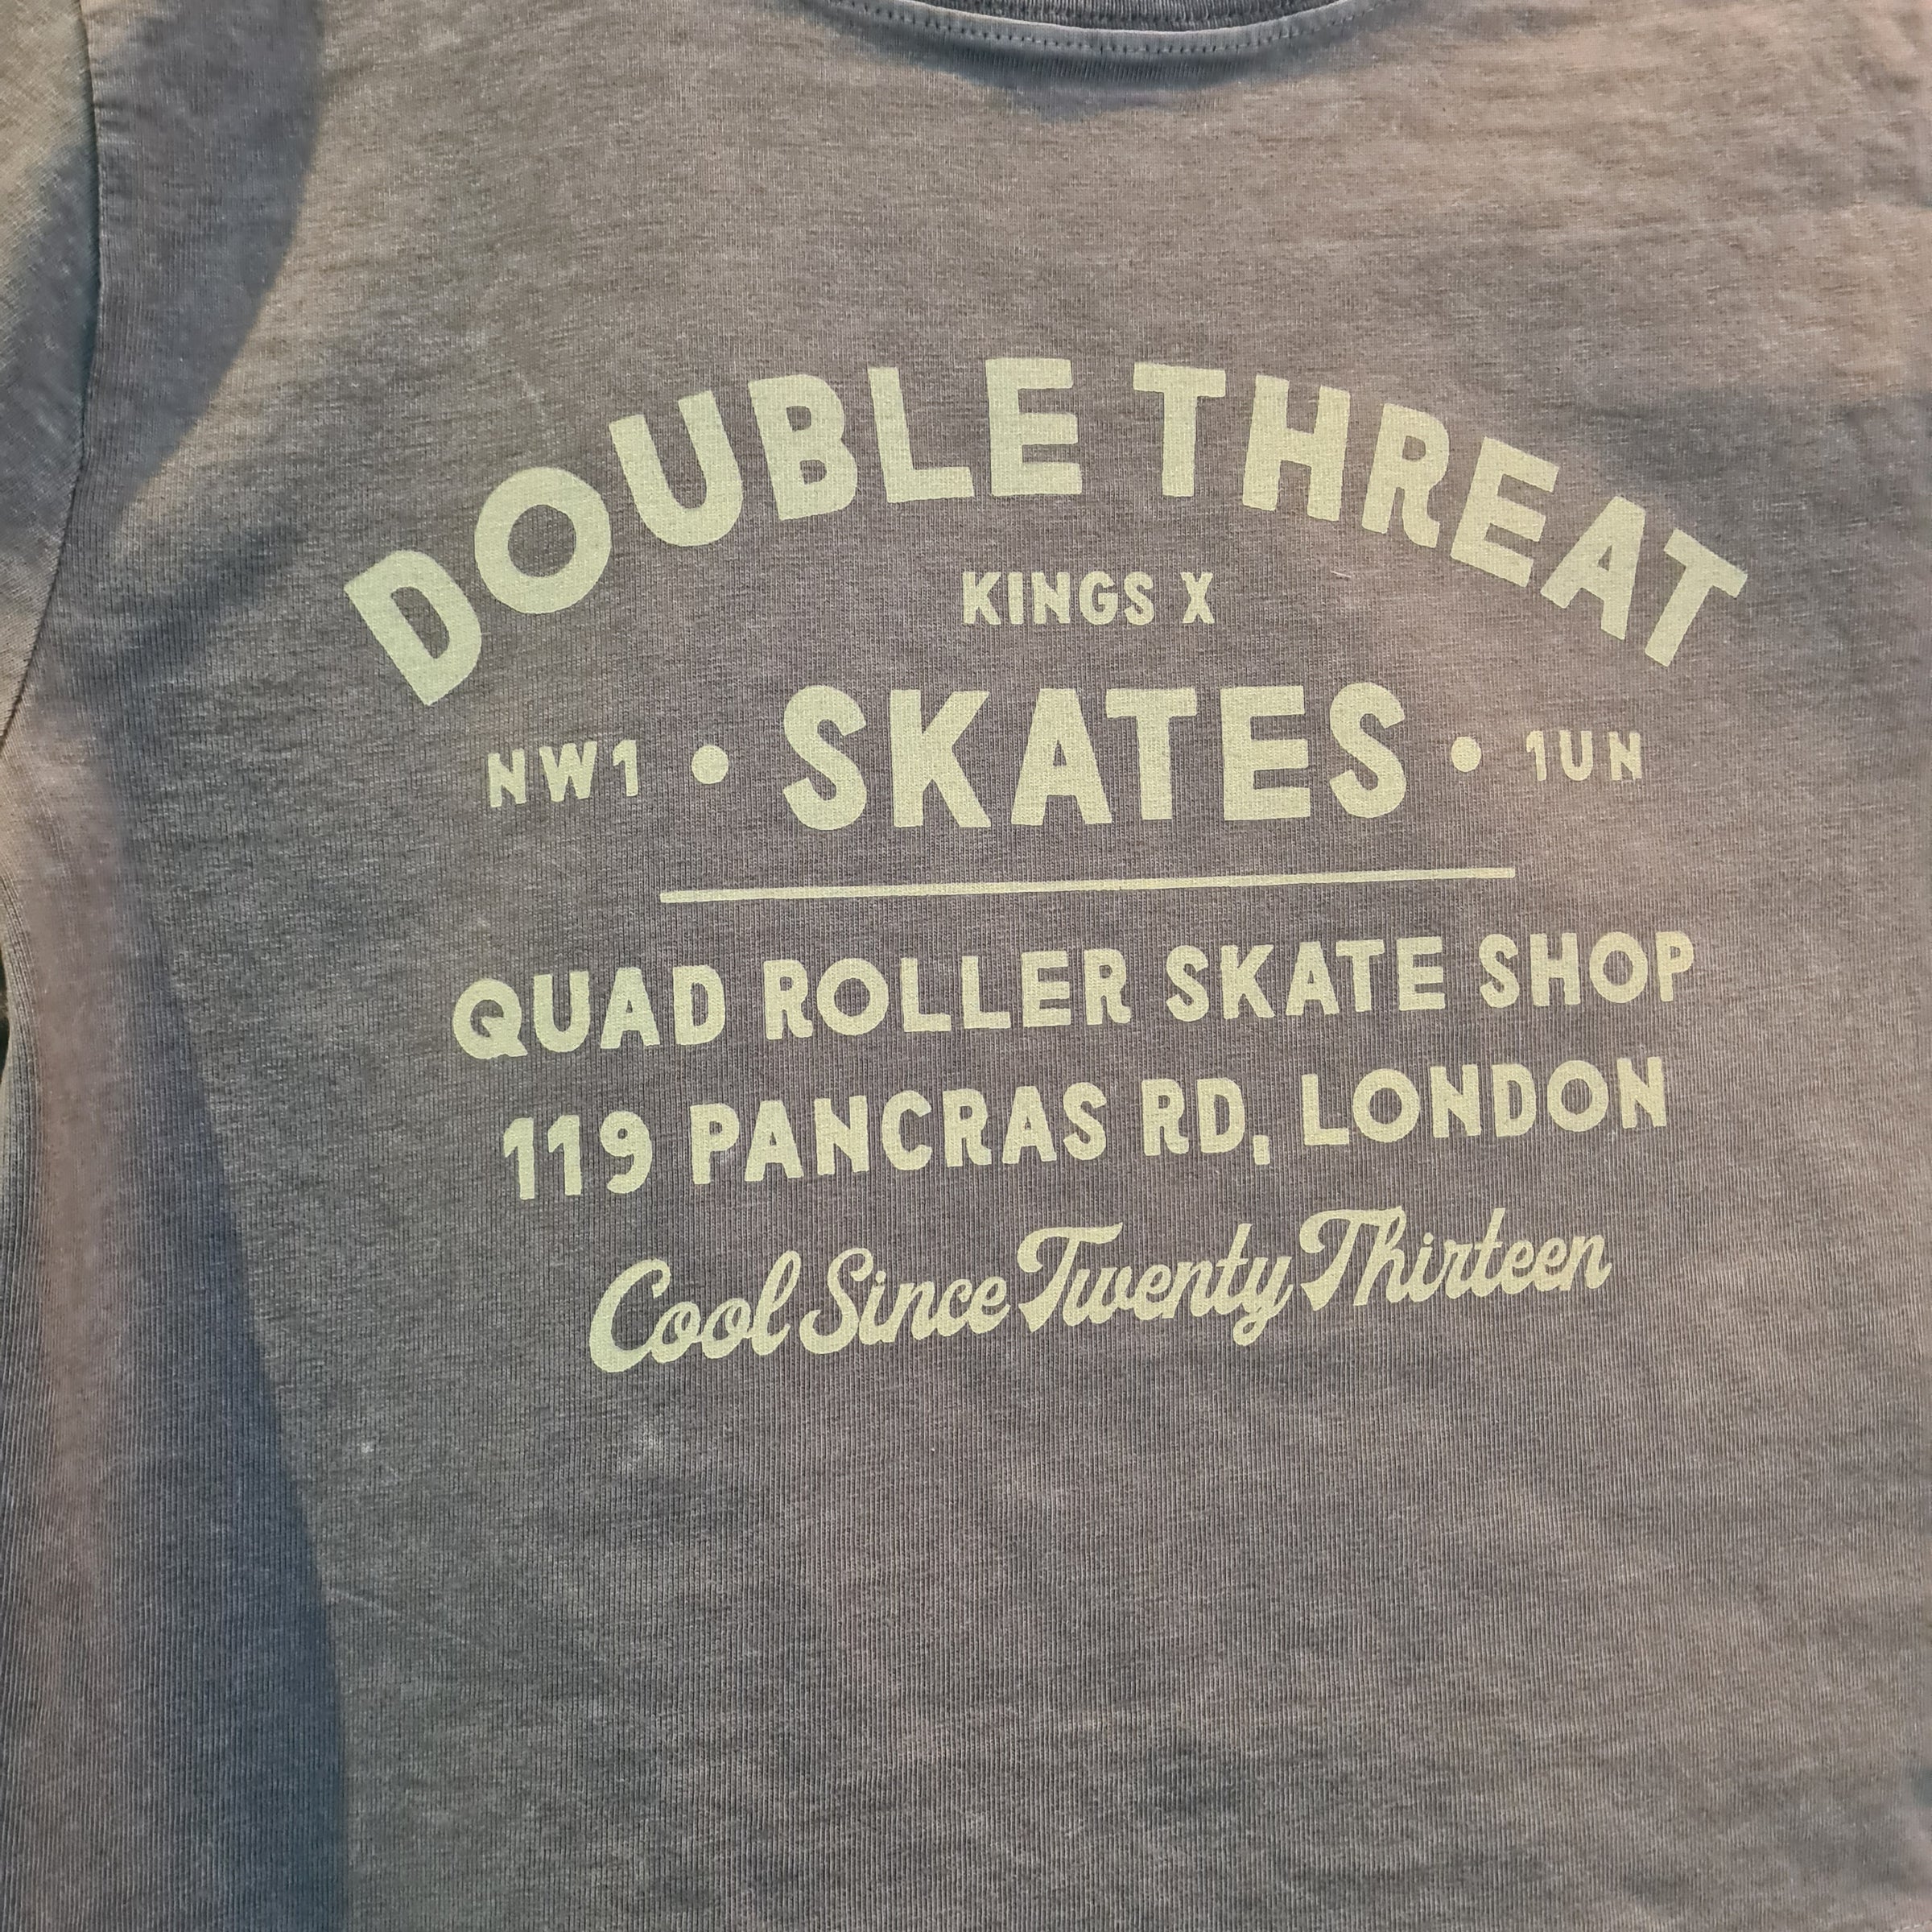 DOUBLE THREAT
KINGS X
NW1 • SKATES • 1UN
QUAD ROLLER SKATE SHOP
119 PANCRAS RD, LONDON
Cool Since Twenty Thirteen